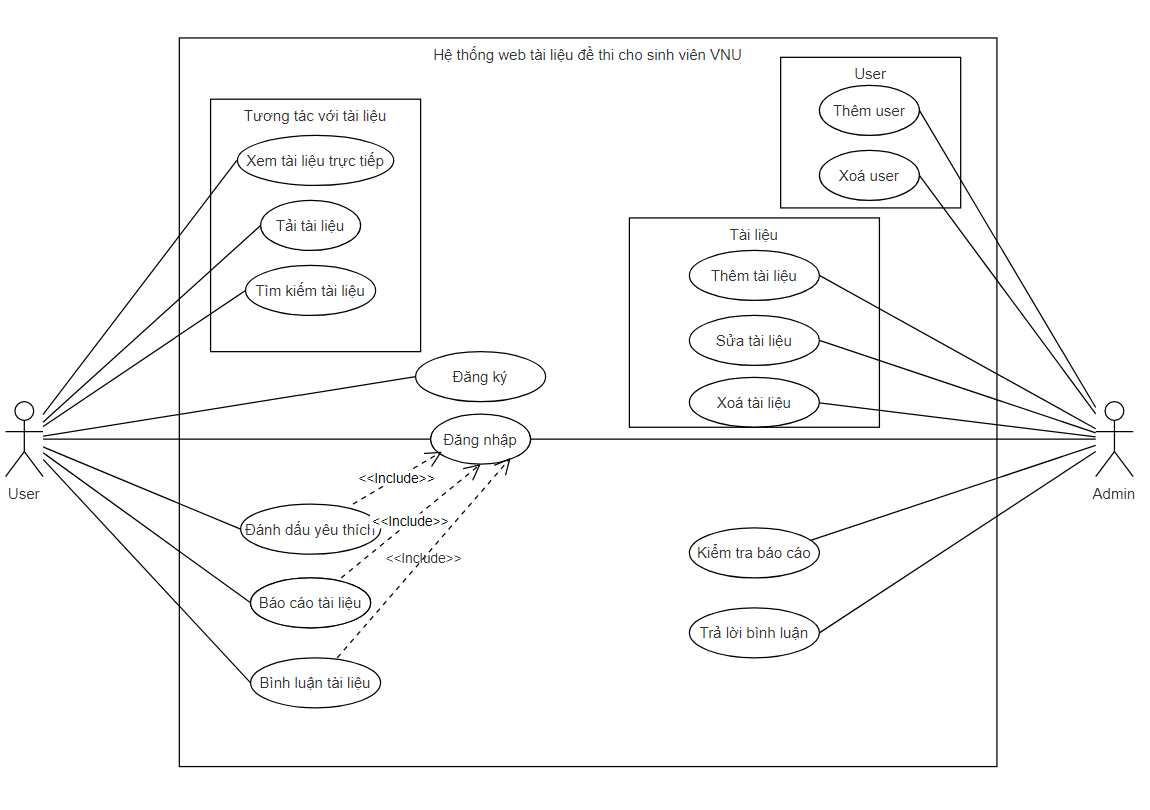 Hệ thống web tài liệu đề thi cho sinh viên VNU
Tương tác với tài liệu
Xem tài liệu trực tiếp
Tải tài liệu
Tìm kiếm tài liệu
User
Thêm user
Xoá user
Tài liệu
Thêm tài liệu
Sửa tài liệu
Xoá tài liệu
Đăng ký
Đăng nhập
<<Include>>
<<Include>>
<<Include>>
Đánh dấu yêu thích
Báo cáo tài liệu
Bình luận tài liệu
Kiểm tra báo cáo
Trả lời bình luận
User
Admin